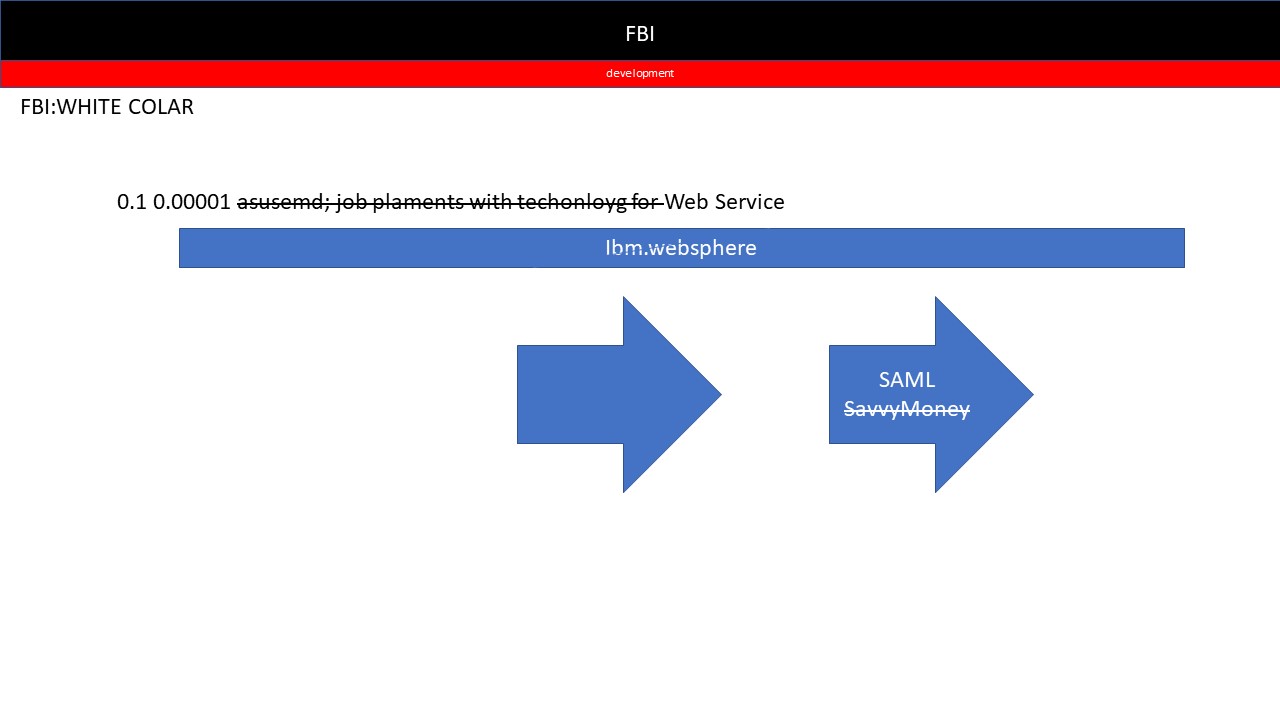 FBI
development
FBI:WHITE COLAR
0.1 0.00001 asusemd; job plaments with techonloyg for Web Service
Ibm.websphere
SAML
SavvyMoney